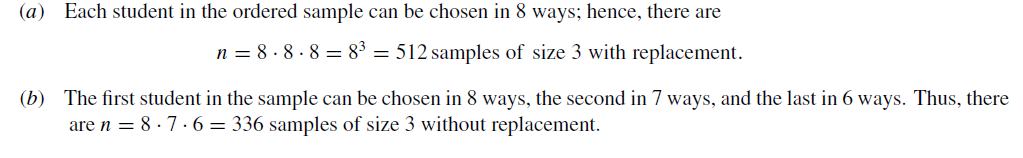 (a) Each student in the ordered sample can be chosen in 8 ways; hence, there are
n = 8 · 8 · 8 = 8³ = 512 samples of size 3 with replacement.
(b) The first student in the sample can be chosen in 8 ways, the second in 7 ways, and the last in 6 ways. Thus, there
are n = 8 · 7 · 6 = 336 samples of size 3 without replacement.